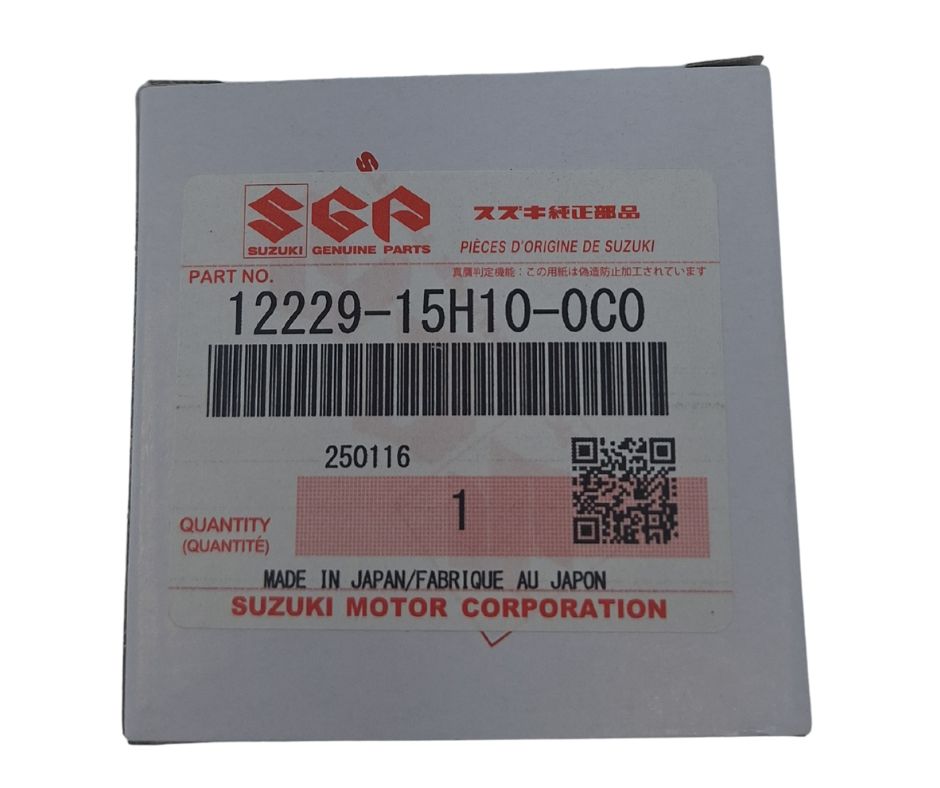 SGP
SUZUKI GENUINE PARTS
スズキ純正部品
PIÈCES D'ORIGINE DE SUZUKI
PART NO.
真贋判定機能:この用紙は偽造防止加工されています
12229-15H10-0C0
250116
1
QUANTITY
(QUANTITÉ)
MADE IN JAPAN/FABRIQUE AU JAPON
SUZUKI MOTOR CORPORATION